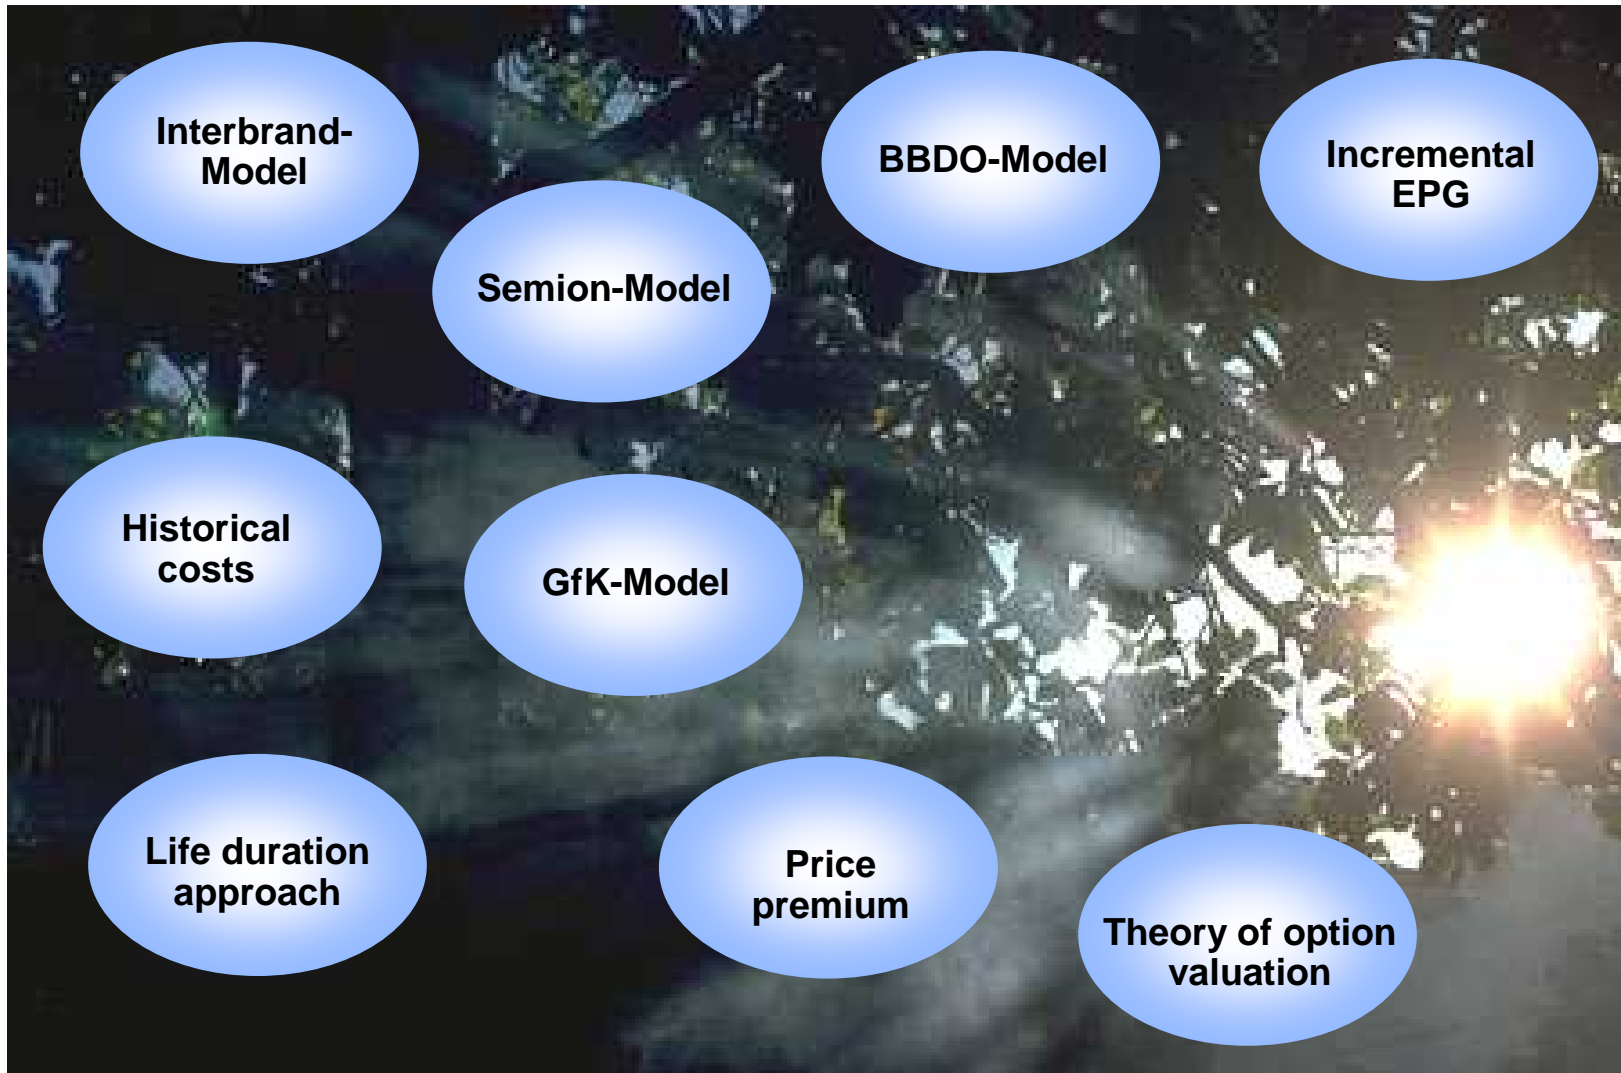 Interbrand-
Model
BBDO-Model
Incremental
EPG
Semion-Model
Historical
costs
GfK-Model
Life duration
approach
Price
premium
Theory of option
valuation